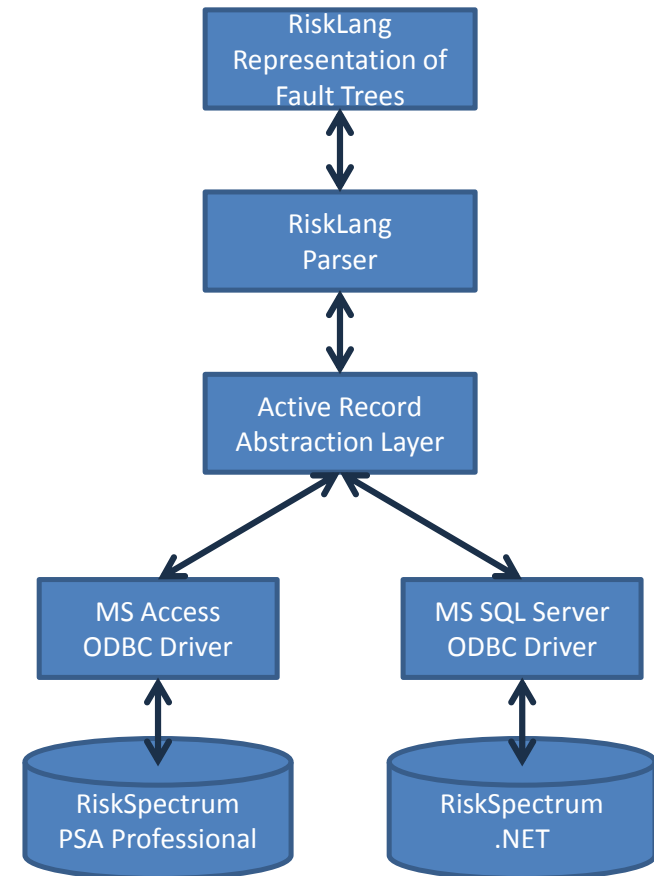 RiskLang
Representation of
Fault Trees
RiskLang
Parser
Active Record
Abstraction Layer
MS Access
ODBC Driver
MS SQL Server
ODBC Driver
RiskSpectrum
PSA Professional
RiskSpectrum
.NET